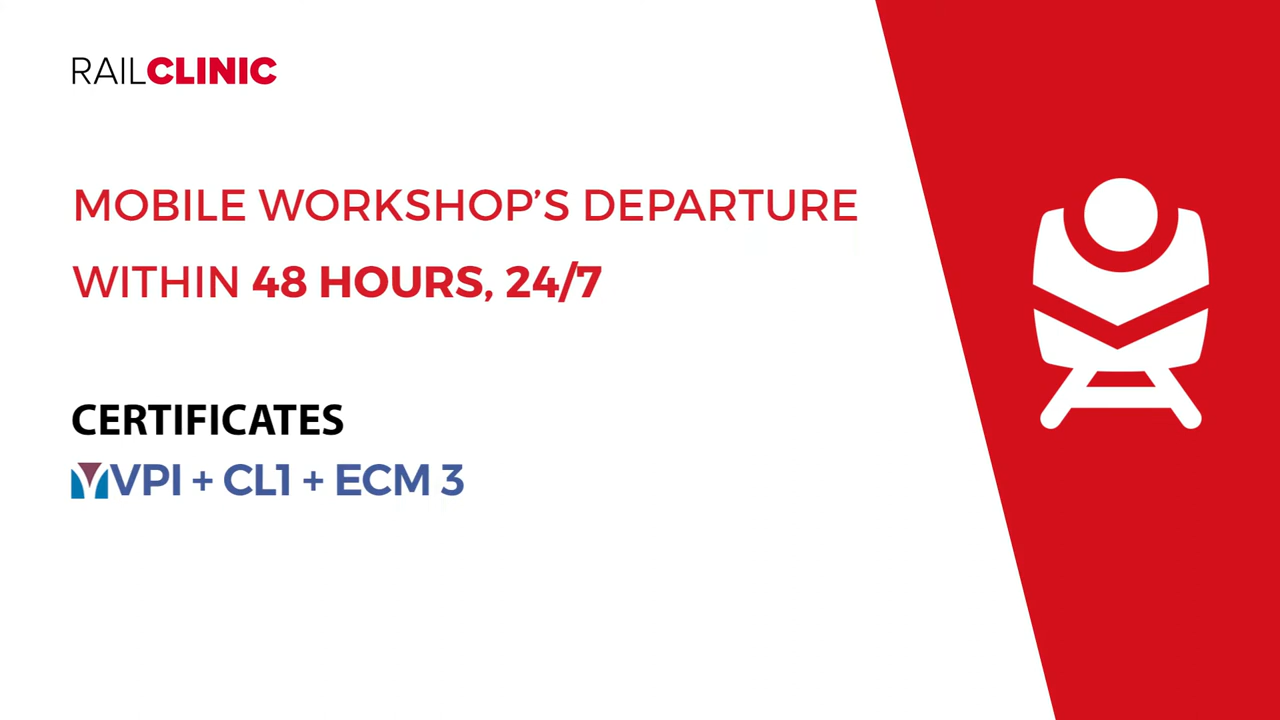 RAILCLINIC
MOBILE WORKSHOP’S DEPARTURE
WITHIN 48 HOURS, 24/7
CERTIFICATES
VPI + CL1 + ECM 3